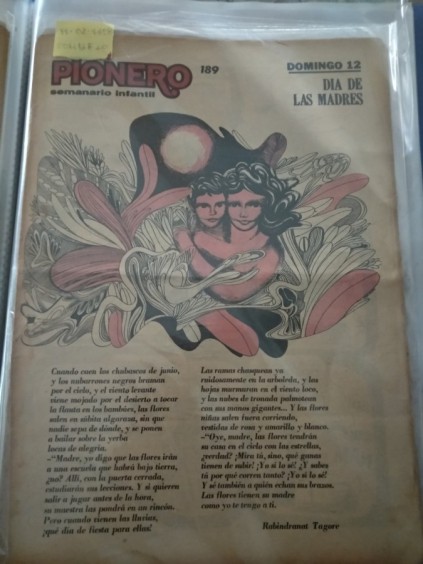 PIONERO 189
semanario infantil
DOMINGO 12
DIA DE
LAS MADRES
Cuando caen los chubascos de junio,
y los nubarrones negros braman
por el cielo, y el viento levante
viene mojado por el desierto a tocar
la flauta en los bambúes, las flores
salen en súbita algazara, sin que
nadie sepa de dónde, y se ponen
a bailar sobre la yerba
locas de alegría.
—Madre, yo digo que las flores irán
a una escuela que habrá bajo tierra,
¿no? Allí, con la puerta cerrada,
estudiarán sus lecciones. Y si quieren
salir a jugar antes de la hora,
su maestra las pondrá en un rincón.
Pero cuando vienen las lluvias,
¡qué día de fiesta para ellas!
Las ramas chasquean ya
ruidosamente en la arboleda, y las
hojas murmuran en el viento loco,
y las nubes de tronada palmotean
con sus manos gigantes... Y las flores
niñas salen fuera corriendo,
vestidas de rosa y amarillo y blanco.
—Oye, madre, las flores tendrán
su casa en el cielo con las estrellas,
¿verdad? ¡Mira tú, sino, qué ganas
tienen de subir! ¡Yo sí lo sé! ¿Y sabes
tú por qué corren tanto? ¡Yo sí lo sé!
Y sé también a quién echan sus brazos.
Las flores tienen su madre
como yo te tengo a ti.
Rabindranat Tagore